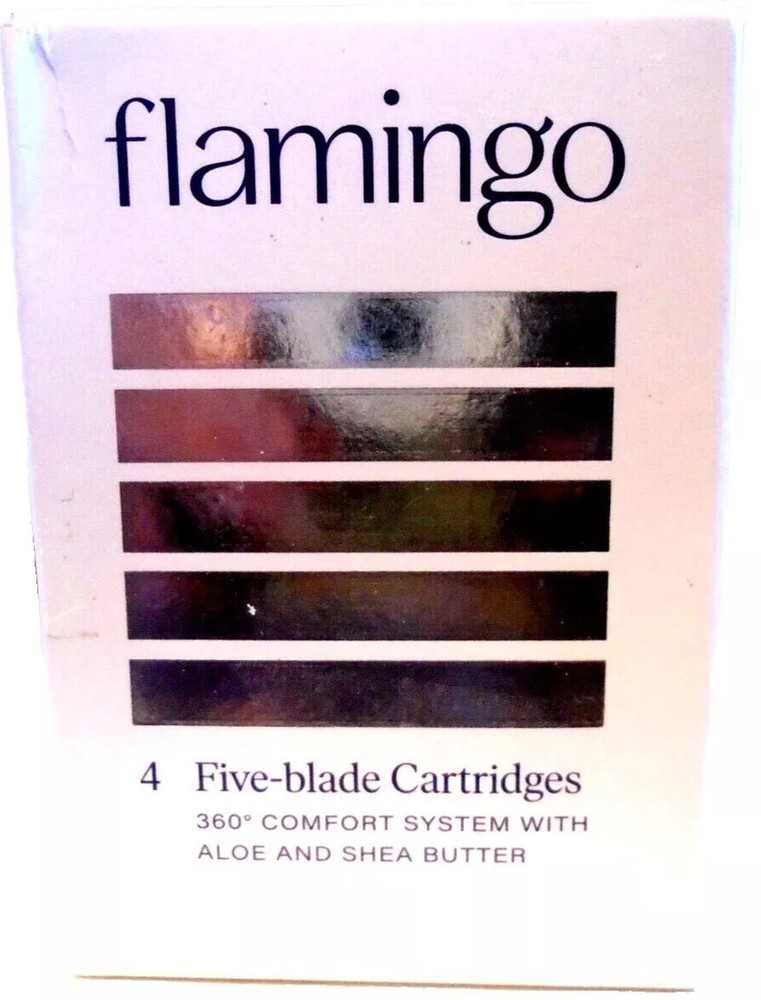 flamingo
4 Five-blade Cartridges
360° COMFORT SYSTEM WITH
ALOE AND SHEA BUTTER